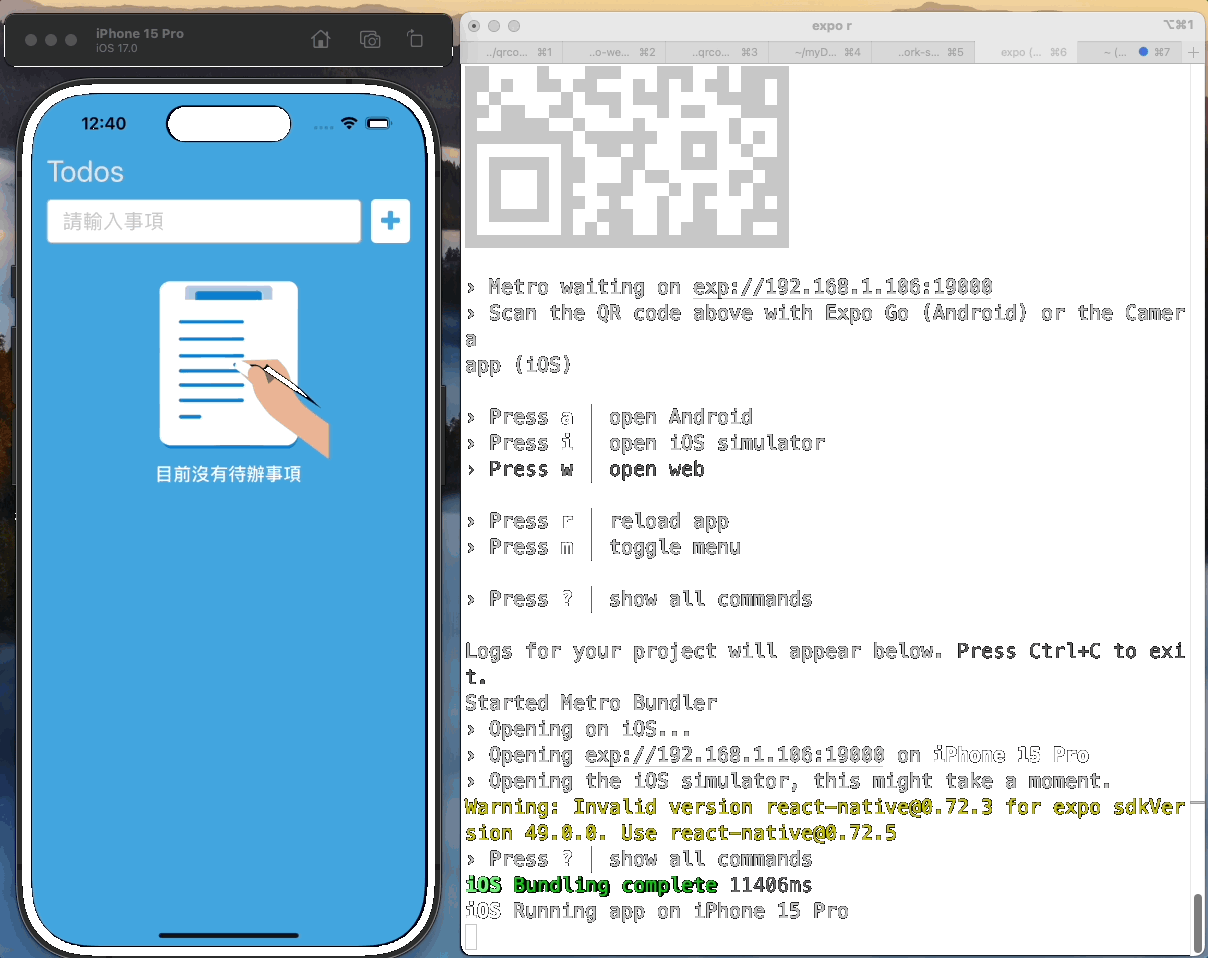 iPhone 15 Pro
iOS 17.0
12:40
Todos
請輸入事項
目前沒有待辦事項
expo r
⌥⌘1
../qrco... ⌘1
..o-we... ⌘2
..qrco... ⌘3
~/myD... ⌘4
..ork-s... ⌘5
expo (... ⌘6
~ (... ⌘7
› Metro waiting on exp://192.168.1.106:19000
› Scan the QR code above with Expo Go (Android) or the Camer
a
app (iOS)
› Press a │ open Android
› Press i │ open iOS simulator
› Press w │ open web
› Press r │ reload app
› Press m │ toggle menu
› Press ? │ show all commands
Logs for your project will appear below. Press Ctrl+C to exi
t.
Started Metro Bundler
› Opening on iOS...
› Opening exp://192.168.1.106:19000 on iPhone 15 Pro
› Opening the iOS simulator, this might take a moment.
Warning: Invalid version react-native@0.72.3 for expo sdkVer
sion 49.0.0. Use react-native@0.72.5
› Press ? │ show all commands
iOS Bundling complete 11406ms
iOS Running app on iPhone 15 Pro